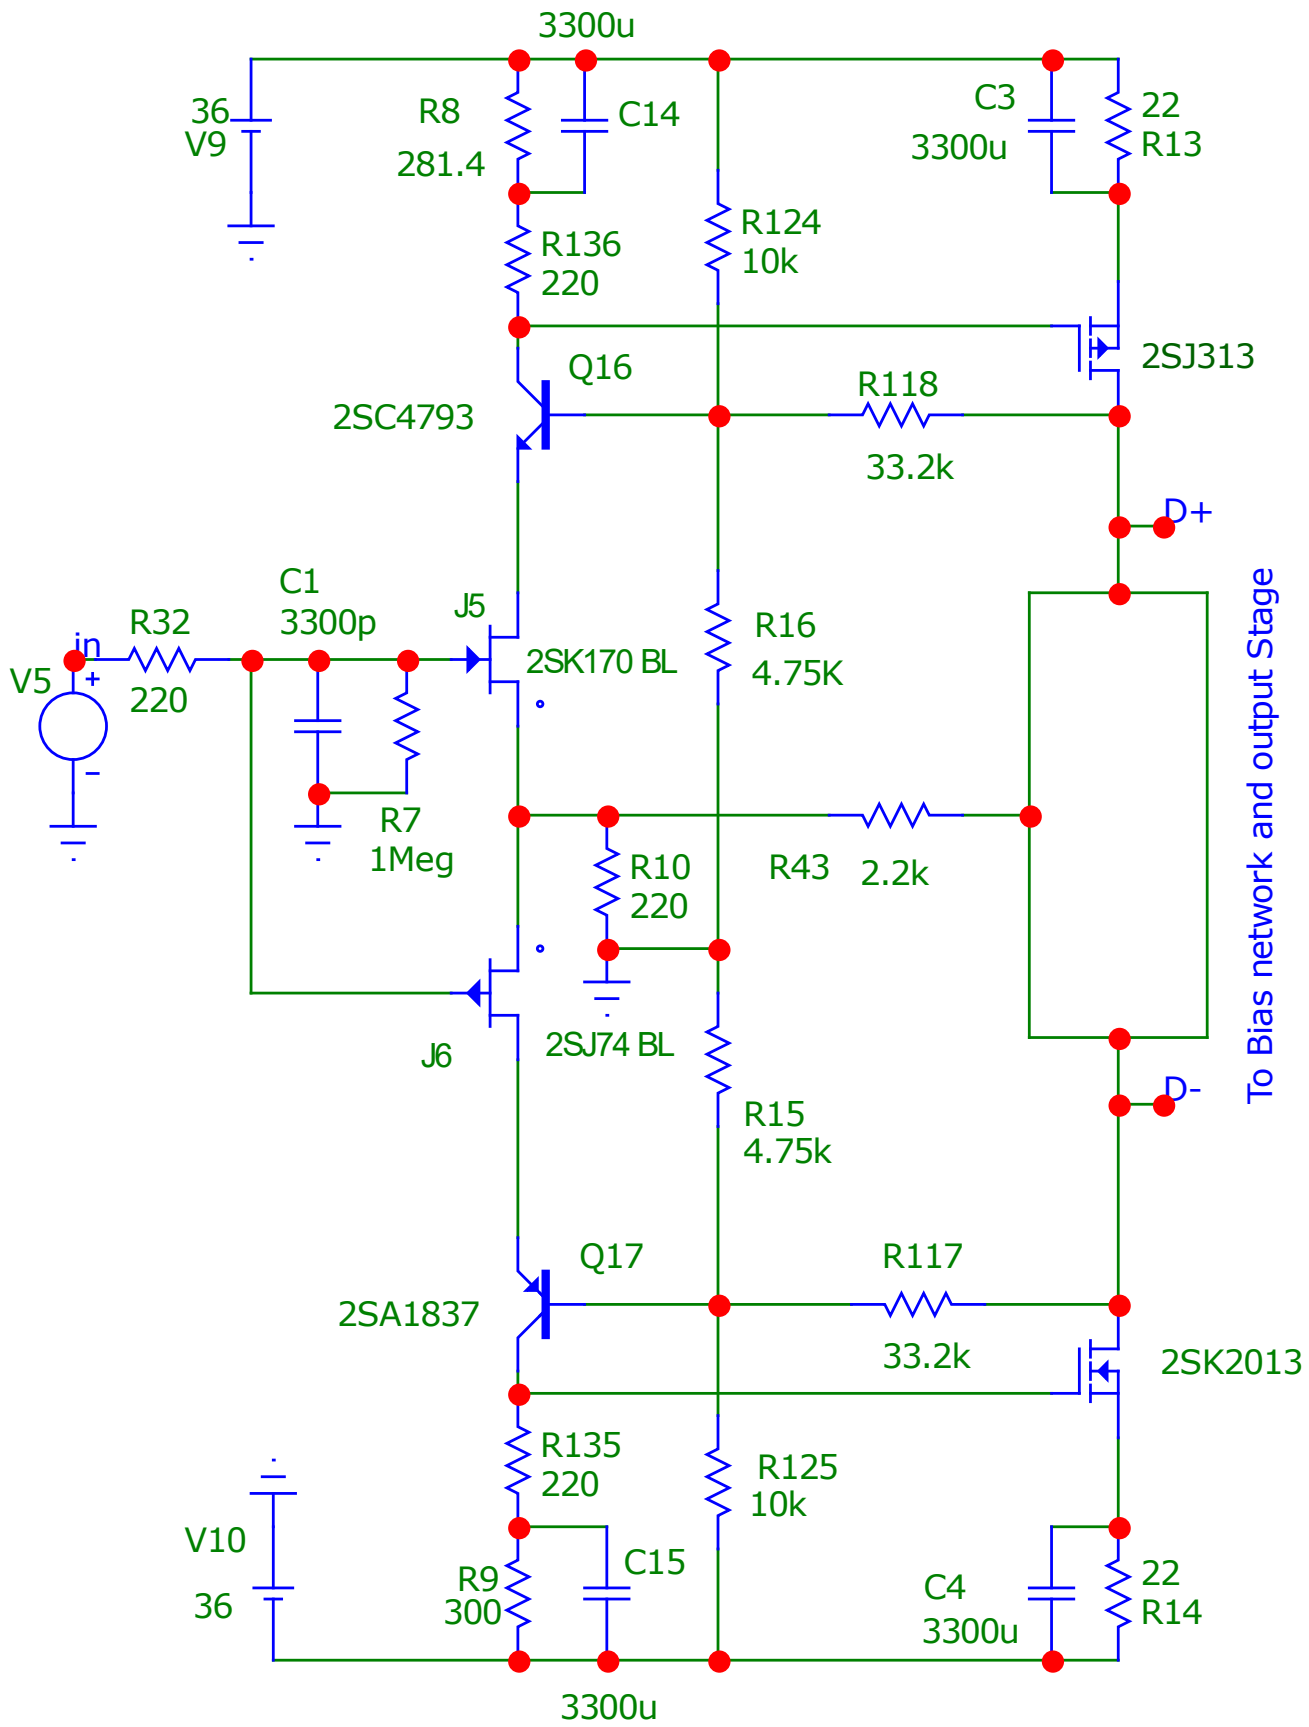 3300u
36
V9
R8
281.4
C14
C3
3300u
22
R13
R136
220
R124
10k
2SJ313
Q16
2SC4793
R118
33.2k
D+
in
V5
+
−
R32
220
C1
3300p
J5
2SK170 BL
R16
4.75K
R7
1Meg
R10
220
R43
2.2k
To Bias network and output Stage
J6
2SJ74 BL
R15
4.75k
D-
Q17
2SA1837
R117
33.2k
2SK2013
R135
220
R125
10k
V10
36
R9
300
C15
C4
3300u
22
R14
3300u